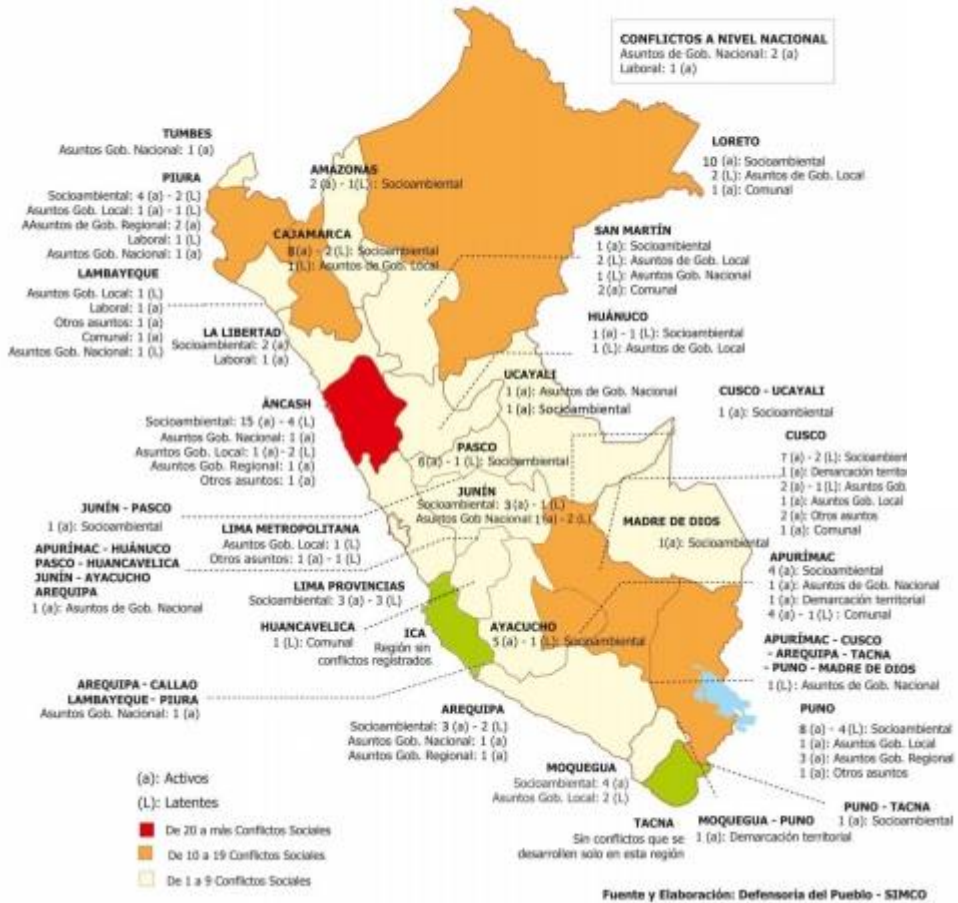 CONFLICTOS A NIVEL NACIONAL
Asuntos de Gob. Nacional: 2 (a)
Laboral: 1 (a)
TUMBES
Asuntos Gob. Nacional: 1 (a)
PIURA
Socioambiental: 4 (a) - 2 (L)
Asuntos Gob. Local: 1 (a) - 1 (L)
AAsuntos de Gob. Regional: 2 (a)
Laboral: 1 (L)
Asuntos Gob. Nacional: 1 (a)
LAMBAYEQUE
Asuntos Gob. Local: 1 (L)
Laboral: 1 (a)
Otros asuntos: 1 (a)
Comunal: 1 (a)
Asuntos Gob. Nacional: 1 (L)
AMAZONAS
2 (a) - 1(L): Socioambiental
CAJAMARCA
8(a) - 2(L): Socioambiental
1(L): Asuntos de Gob. Local
LORETO
10 (a): Socioambiental
2 (L): Asuntos de Gob. Local
1 (a): Comunal
SAN MARTÍN
1 (a): Socioambiental
2 (L): Asuntos de Gob. Local
1 (L): Asuntos Gob. Nacional
2(a): Comunal
HUÁNUCO
1 (a) - 1 (L): Socioambiental
1 (L): Asuntos de Gob. Local
LA LIBERTAD
Socioambiental: 2 (a)
Laboral: 1 (a)
UCAYALI
1 (a): Asuntos de Gob. Nacional
1 (a): Socioambiental
CUSCO - UCAYALI
1 (a): Socioambiental
ÁNCASH
Socioambiental: 15 (a) - 4 (L)
Asuntos Gob. Nacional: 1 (a)
Asuntos Gob. Local: 1 (a) - 2 (L)
Asuntos Gob. Regional: 1 (a)
Otros asuntos: 1 (a)
PASCO
6(a) - 1 (L): Socioambiental
CUSCO
7 (a) - 2 (L): Socioambient
1 (a): Demarcación territo
2 (a) - 1 (L): Asuntos Gob.
1 (a): Asuntos Gob. Local
2 (a): Otros asuntos
1 (a): Comunal
JUNÍN
Socioambiental: 3(a) - 1(L)
Asuntos Gob Nacional 1 (a) - 2(L)
JUNÍN - PASCO
1 (a): Socioambiental
LIMA METROPOLITANA
Asuntos Gob. Local: 1 (L)
Otros asuntos: 1 (a) - 1 (L)
MADRE DE DIOS
1(a): Socioambiental
APURÍMAC - HUÁNUCO
PASCO - HUANCAVELICA
JUNÍN - AYACUCHO
AREQUIPA
1 (a): Asuntos de Gob. Nacional
APURÍMAC
4 (a): Socioambiental
1 (a): Asuntos de Gob. Nacional
1 (a): Demarcación territorial
4 (a) - 1 (L): Comunal
LIMA PROVINCIAS
Socioambiental: 3 (a) - 3 (L)
HUANCAVELICA
1 (L): Comunal
ICA
Región sin
conflictos registrados
AYACUCHO
5 (a) - 1 (L): Socioambiental
APURÍMAC - CUSCO
- AREQUIPA - TACNA
- PUNO - MADRE DE DIOS
1 (L): Asuntos de Gob. Nacional
AREQUIPA - CALLAO
LAMBAYEQUE - PIURA
Asuntos Gob. Nacional: 1 (a)
AREQUIPA
Socioambiental: 3 (a) - 2 (L)
Asuntos Gob. Nacional: 1 (a)
Asuntos Gob. Regional: 1 (a)
PUNO
8 (a) - 4 (L): Socioambiental
1 (a): Asuntos Gob. Local
3 (a): Asuntos Gob. Regional
1 (a): Otros asuntos
MOQUEGUA
Socioambiental: 4 (a)
Asuntos Gob. Local: 2 (L)
PUNO - TACNA
1 (a): Socioambiental
TACNA
Sin conflictos que se
desarrollen solo en esta región
MOQUEGUA - PUNO
1 (a): Demarcación territorial
(a): Activos
(L): Latentes
De 20 a más Conflictos Sociales
De 10 a 19 Conflictos Sociales
De 1 a 9 Conflictos Sociales
Fuente y Elaboración: Defensoría del Pueblo - SIMCO